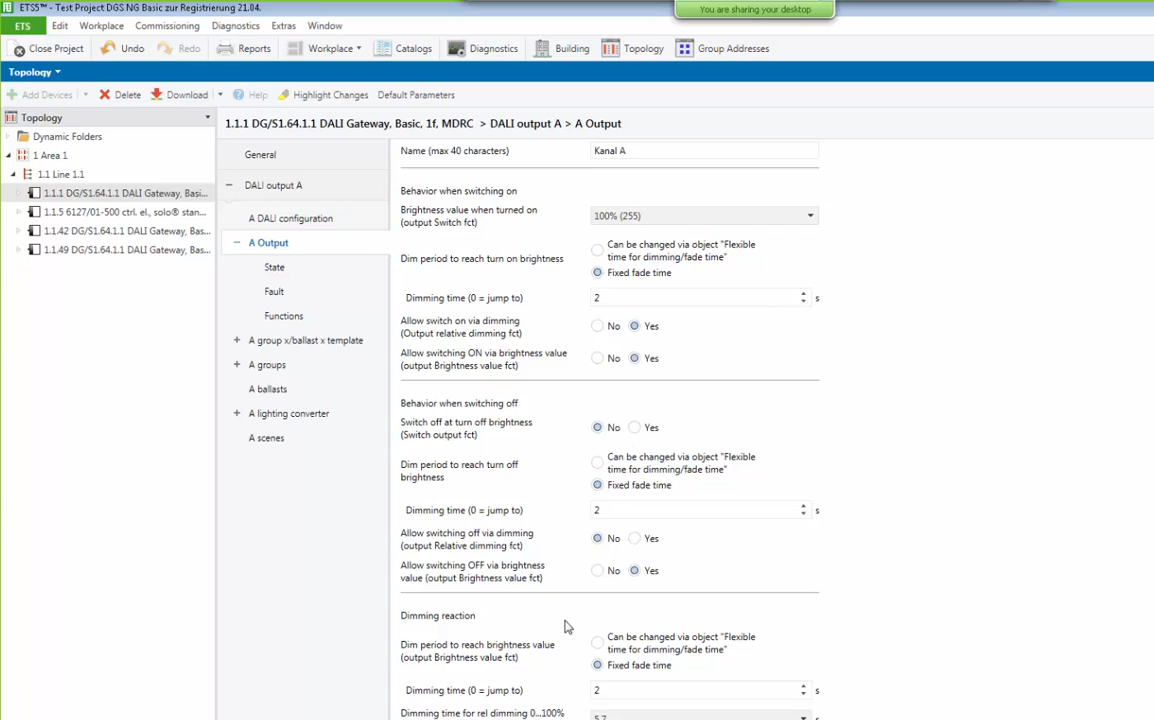 You are sharing your desktop
ETS5™ - Test Project DGS NG Basic zur Registrierung 21.04.
ETS Edit Workplace Commissioning Diagnostics Extras Window
Close Project Undo Redo Reports Workplace Catalogs Diagnostics Building Topology Group Addresses
Topology
Add Devices Delete Download Help Highlight Changes Default Parameters
Topology
Dynamic Folders
1 Area 1
1.1 Line 1.1
1.1.1 DG/S1.64.1.1 DALI Gateway, Basi...
1.1.5 6127/01-500 ctrl. el., solo® stan...
1.1.42 DG/S1.64.1.1 DALI Gateway, Bas...
1.1.49 DG/S1.64.1.1 DALI Gateway, Bas...
1.1.1 DG/S1.64.1.1 DALI Gateway, Basic, 1f, MDRC > DALI output A > A Output
General
DALI output A
A DALI configuration
A Output
State
Fault
Functions
A group x/ballast x template
A groups
A ballasts
A lighting converter
A scenes
Name (max 40 characters) Kanal A
Behavior when switching on
Brightness value when turned on
(output Switch fct)
100% (255)
Dim period to reach turn on brightness
Can be changed via object "Flexible
time for dimming/fade time"
Fixed fade time
Dimming time (0 = jump to) 2 s
Allow switch on via dimming
(Output relative dimming fct)
No Yes
Allow switching ON via brightness value
(output Brightness value fct)
No Yes
Behavior when switching off
Switch off at turn off brightness
(Switch output fct)
No Yes
Dim period to reach turn off
brightness
Can be changed via object "Flexible
time for dimming/fade time"
Fixed fade time
Dimming time (0 = jump to) 2 s
Allow switching off via dimming
(output Relative dimming fct)
No Yes
Allow switching OFF via brightness
value (output Brightness value fct)
No Yes
Dimming reaction
Dim period to reach brightness value
(output Brightness value fct)
Can be changed via object "Flexible
time for dimming/fade time"
Fixed fade time
Dimming time (0 = jump to) 2 s
Dimming time for rel dimming 0...100% 5.7